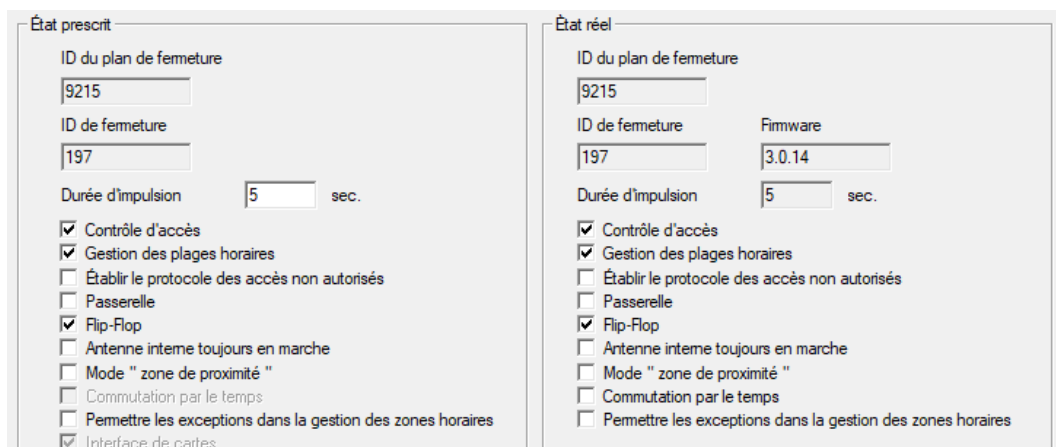 État prescrit
ID du plan de fermeture
9215
ID de fermeture
197
Durée d'impulsion 5 sec.
Contrôle d'accès
Gestion des plages horaires
Établir le protocole des accès non autorisés
Passerelle
Flip-Flop
Antenne interne toujours en marche
Mode " zone de proximité "
Commutation par le temps
Permettre les exceptions dans la gestion des zones horaires
Interface de cartes
État réel
ID du plan de fermeture
9215
ID de fermeture Firmware
197 3.0.14
Durée d'impulsion 5 sec.
Contrôle d'accès
Gestion des plages horaires
Établir le protocole des accès non autorisés
Passerelle
Flip-Flop
Antenne interne toujours en marche
Mode " zone de proximité "
Commutation par le temps
Permettre les exceptions dans la gestion des zones horaires